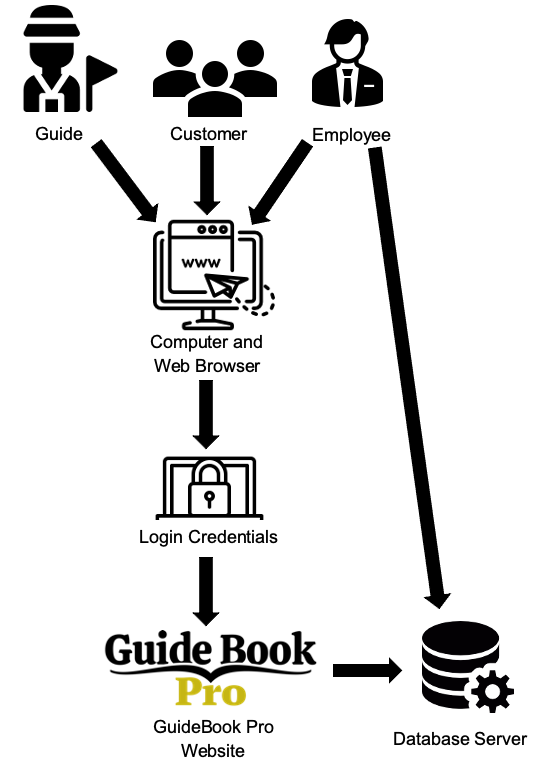 Guide
Customer
Employee
www
Computer and
Web Browser
Login Credentials
Guide Book
Pro
GuideBook Pro
Website
Database Server